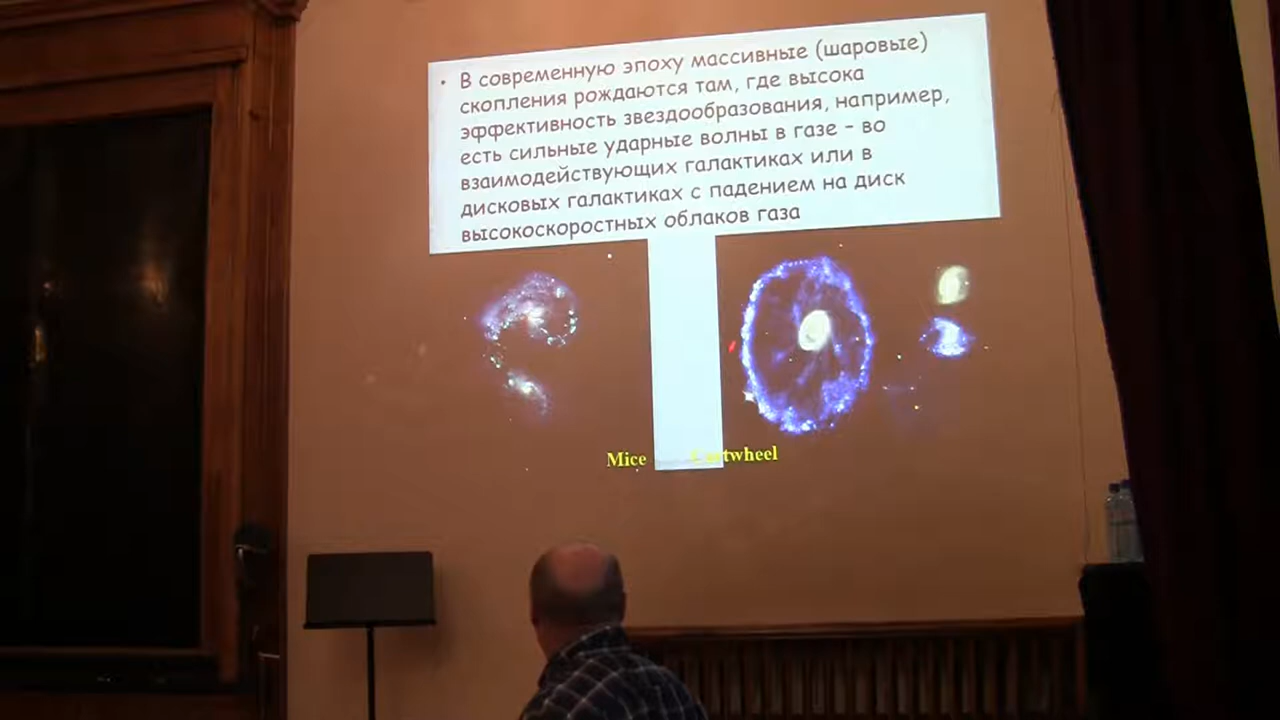 • В современную эпоху массивные (шаровые)
скопления рождаются там, где высока
эффективность звездообразования, например,
есть сильные ударные волны в газе – во
взаимодействующих галактиках или в
дисковых галактиках с падением на диск
высокоскоростных облаков газа
Mice
Cartwheel